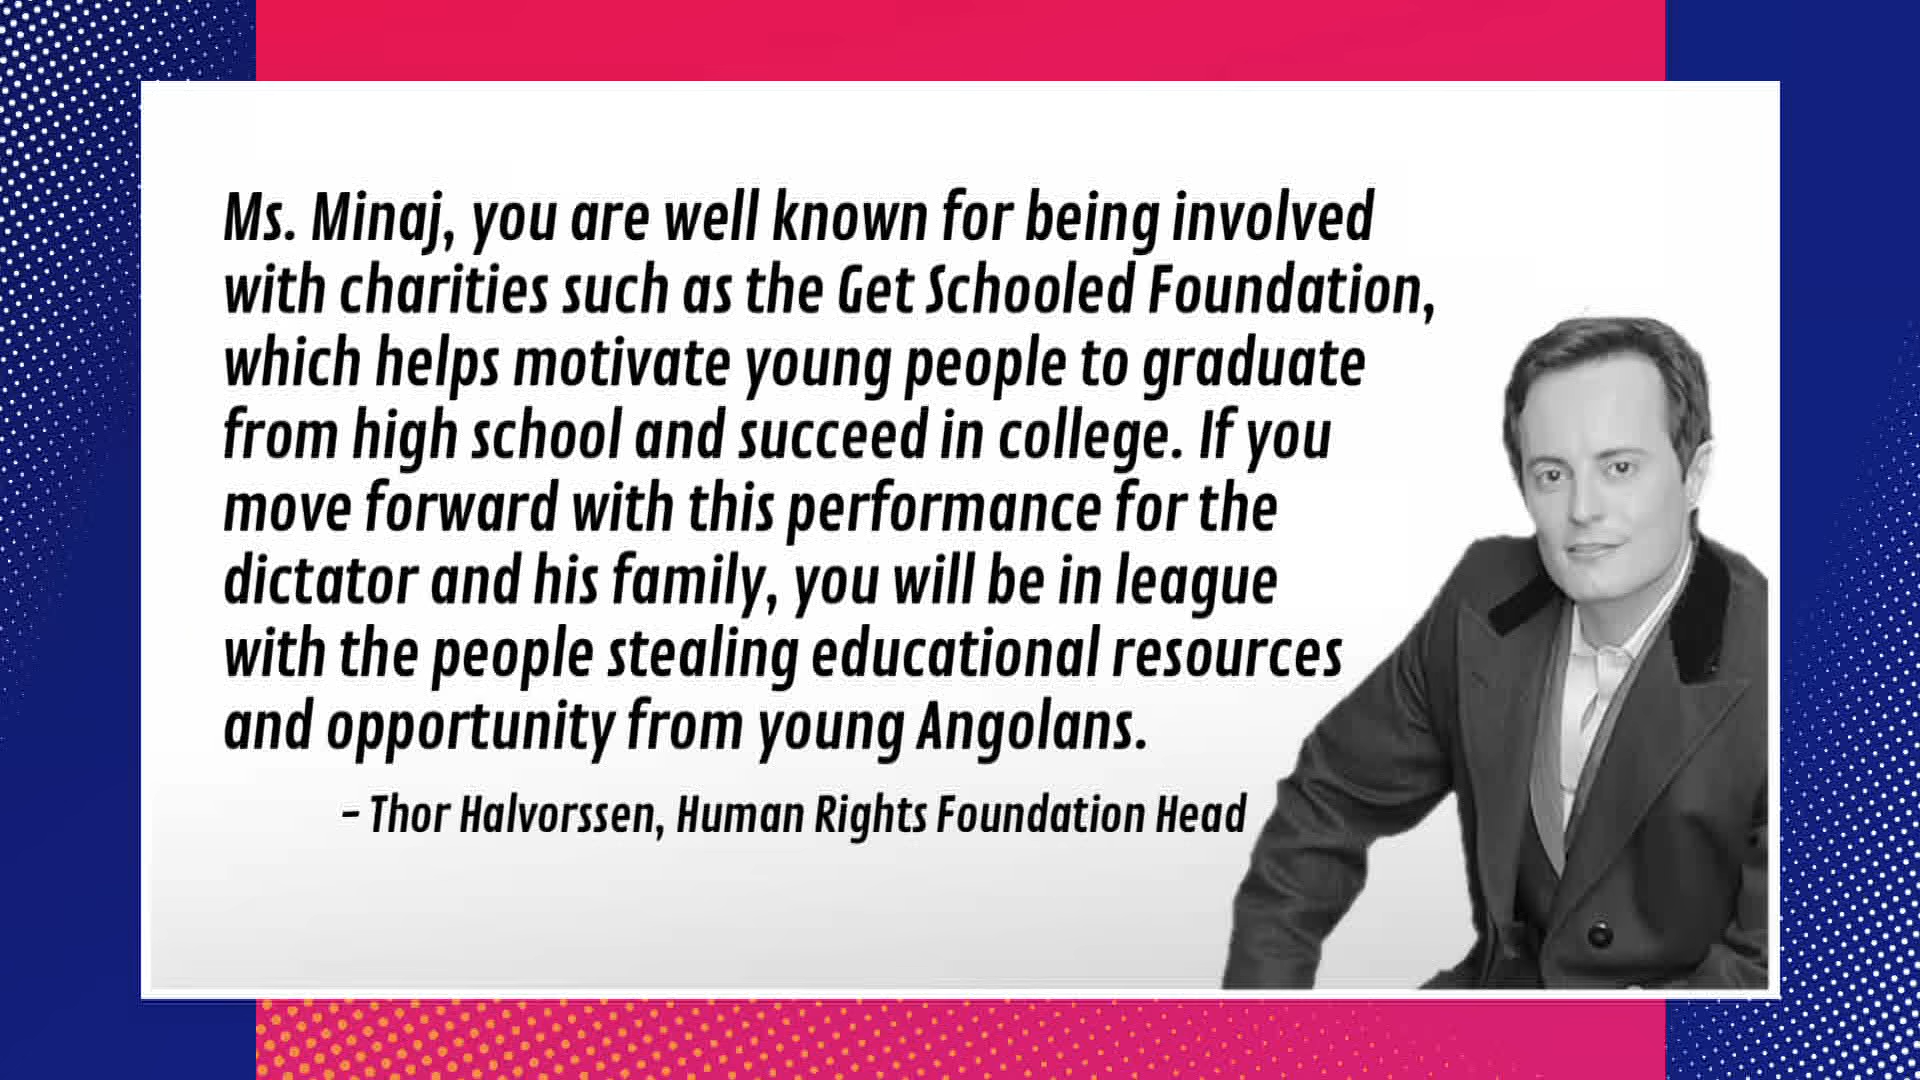 Ms. Minaj, you are well known for being involved
with charities such as the Get Schooled Foundation,
which helps motivate young people to graduate
from high school and succeed in college. If you
move forward with this performance for the
dictator and his family, you will be in league
with the people stealing educational resources
and opportunity from young Angolans.
– Thor Halvorssen, Human Rights Foundation Head